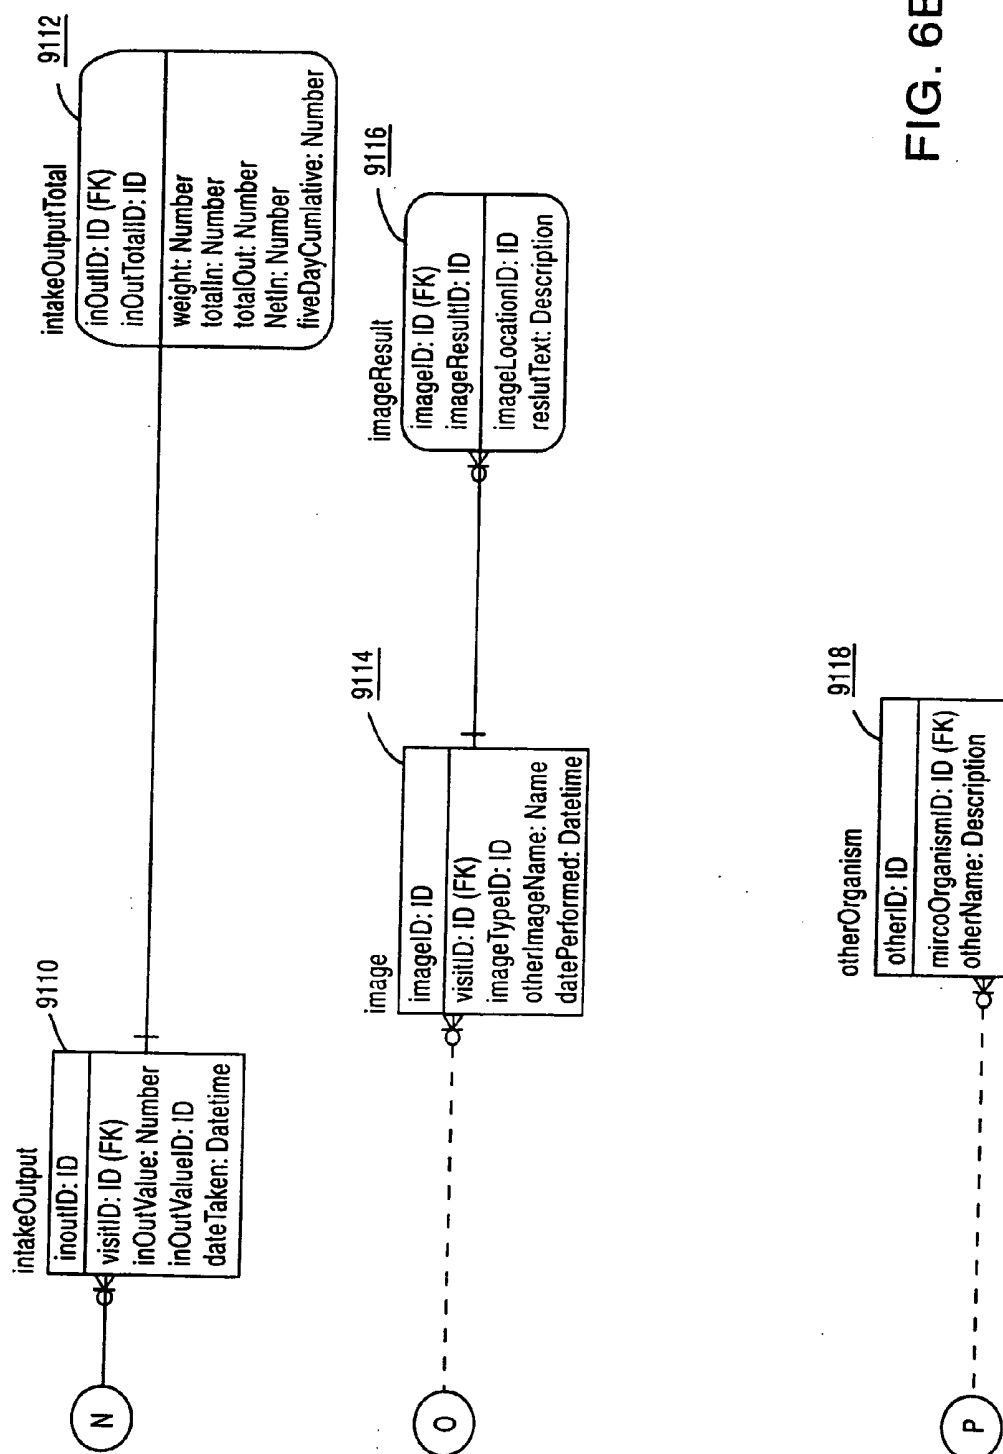 N
intakeOutput
9110
inoutID: ID
visitID: ID (FK)
inOutValue: Number
inOutValueID: ID
dateTaken: Datetime
intakeOutputTotal
9112
inOutID: ID (FK)
inOutTotalID: ID
weight: Number
totalIn: Number
totalOut: Number
NetIn: Number
fiveDayCumlative: Number
O
image
9114
imageID: ID
visitID: ID (FK)
imageTypeID: ID
otherImageName: Name
datePerformed: Datetime
imageResult
9116
imageID: ID (FK)
imageResultID: ID
imageLocationID: ID
reslutText: Description
P
otherOrganism
9118
otherID: ID
mircoOrganismID: ID (FK)
otherName: Description
FIG. 6B